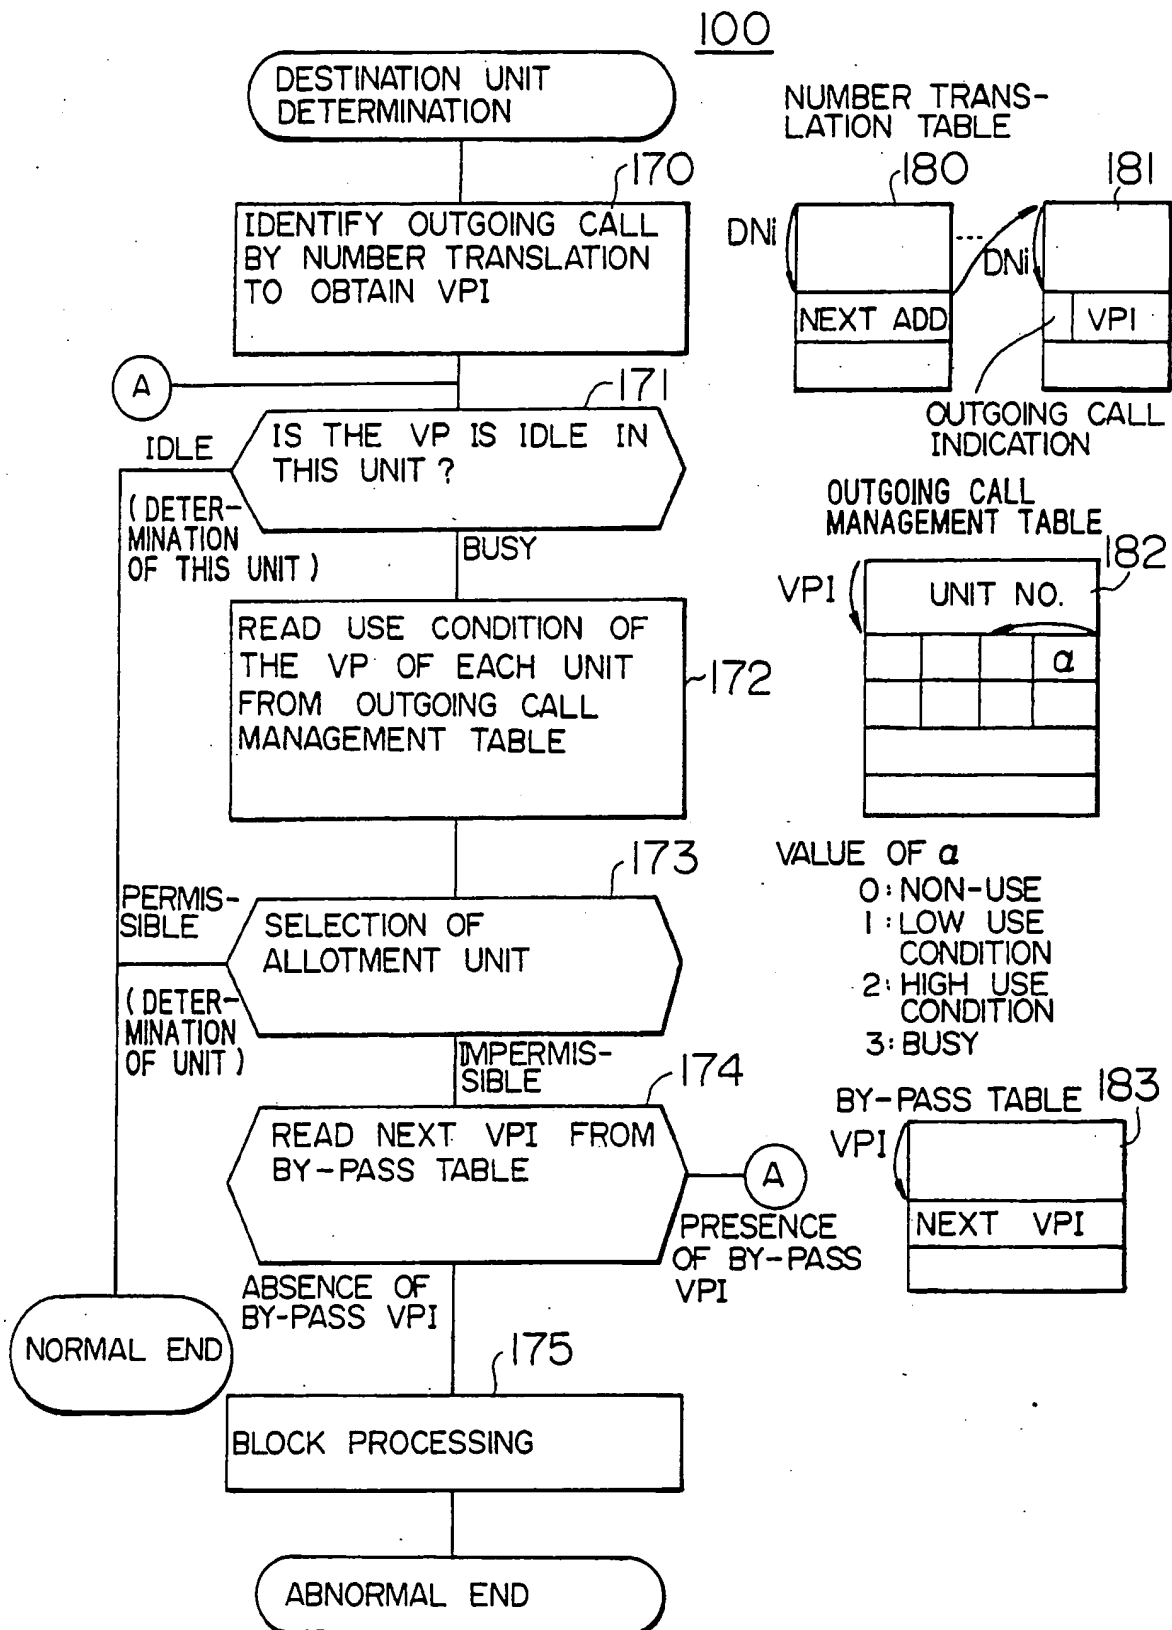 100
DESTINATION UNIT
DETERMINATION
170
IDENTIFY OUTGOING CALL
BY NUMBER TRANSLATION
TO OBTAIN VPI
A
171
IS THE VP IS IDLE IN
THIS UNIT?
IDLE
(DETER-
MINATION
OF THIS UNIT)
BUSY
READ USE CONDITION OF
THE VP OF EACH UNIT
FROM OUTGOING CALL
MANAGEMENT TABLE
172
173
SELECTION OF
ALLOTMENT UNIT
PERMIS-
SIBLE
(DETER-
MINATION
OF UNIT)
IMPERMIS-
SIBLE
174
READ NEXT VPI FROM
BY-PASS TABLE
A
PRESENCE
OF BY-PASS
VPI
ABSENCE OF
BY-PASS VPI
NORMAL END
175
BLOCK PROCESSING
ABNORMAL END
NUMBER TRANS-
LATION TABLE
180
181
DNi
DNi
NEXT ADD
VPI
OUTGOING CALL
INDICATION
OUTGOING CALL
MANAGEMENT TABLE
182
VPI
UNIT NO.
α
VALUE OF α
0: NON-USE
1: LOW USE
CONDITION
2: HIGH USE
CONDITION
3: BUSY
BY-PASS TABLE
183
VPI
NEXT VPI